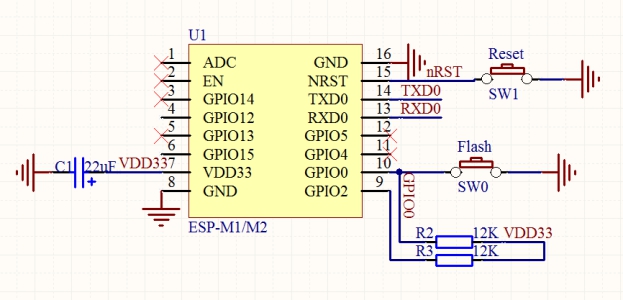 U1
1 ADC GND 16
2 EN NRST 15 nRST Reset SW1
3 GPIO14 TXD0 14 TXD0
4 GPIO12 RXD0 13 RXD0
5 GPIO13 GPIO5 12
6 GPIO15 GPIO4 11 Flash
C1 22uF VDD33 7 VDD33 GPIO0 10 SW0
8 GND GPIO2 9 GPIO0
ESP-M1/M2
R2 12K VDD33
R3 12K